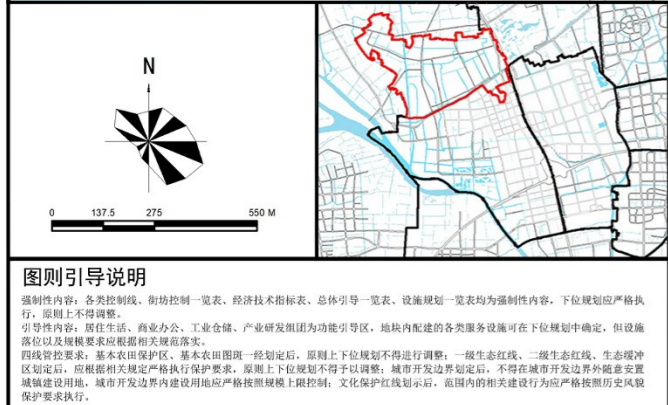 N
0 137.5 275 550 M
图则引导说明
强制性内容：各类控制线、街坊控制一览表、经济技术指标表、总体引导一览表、设施规划一览表均为强制性内容，下位规划应严格执
行，原则上不得调整。
引导性内容：居住生活、商业办公、工业仓储、产业研发组团为功能引导区，地块内配建的各类服务设施可在下位规划中确定，但设施
落位以及规模要求应根据相关规范落实。
四线管控要求：基本农田保护区、基本农田图斑一经划定后，原则上下位规划不得进行调整；一级生态红线、二级生态红线、生态缓冲
区划定后，应根据相关规定严格执行保护要求，原则上下位规划不得予以调整；城市开发边界划定后，不得在城市开发边界外随意安置
城镇建设用地，城市开发边界内建设用地应严格按照规模上限控制；文化保护红线划示后，范围内的相关建设行为应严格按照历史风貌
保护要求执行。